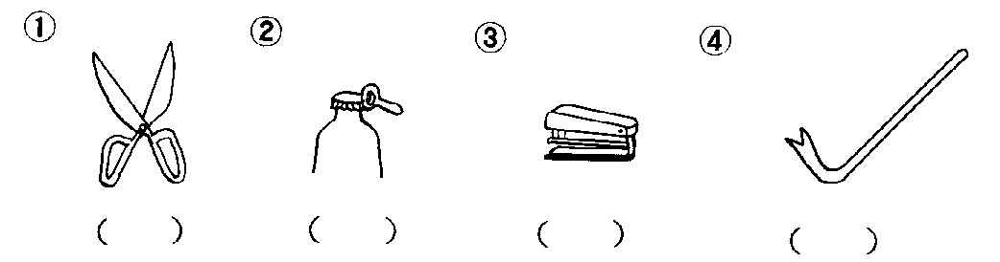 ① ② ③ ④
(　　) (　　) (　　) (　　)